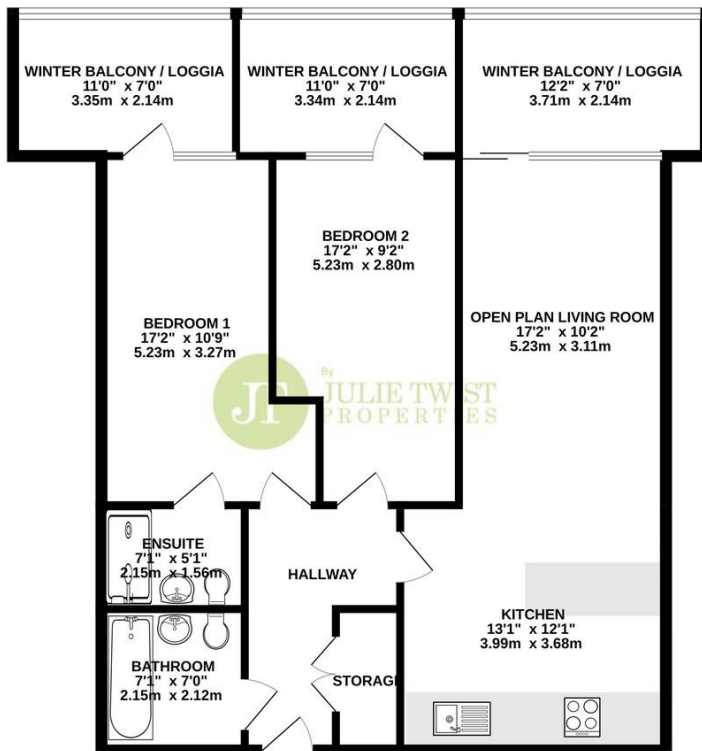 WINTER BALCONY / LOGGIA
11'0" x 7'0"
3.35m x 2.14m
WINTER BALCONY / LOGGIA
11'0" x 7'0"
3.34m x 2.14m
WINTER BALCONY / LOGGIA
12'2" x 7'0"
3.71m x 2.14m
BEDROOM 2
17'2" x 9'2"
5.23m x 2.80m
BEDROOM 1
17'2" x 10'9"
5.23m x 3.27m
OPEN PLAN LIVING ROOM
17'2" x 10'2"
5.23m x 3.11m
JT
By
JULIE TWIST
PROPERTIES
ENSUITE
7'1" x 5'1"
2.15m x 1.56m
HALLWAY
KITCHEN
13'1" x 12'1"
3.99m x 3.68m
BATHROOM
7'1" x 7'0"
2.15m x 2.12m
STORAGE